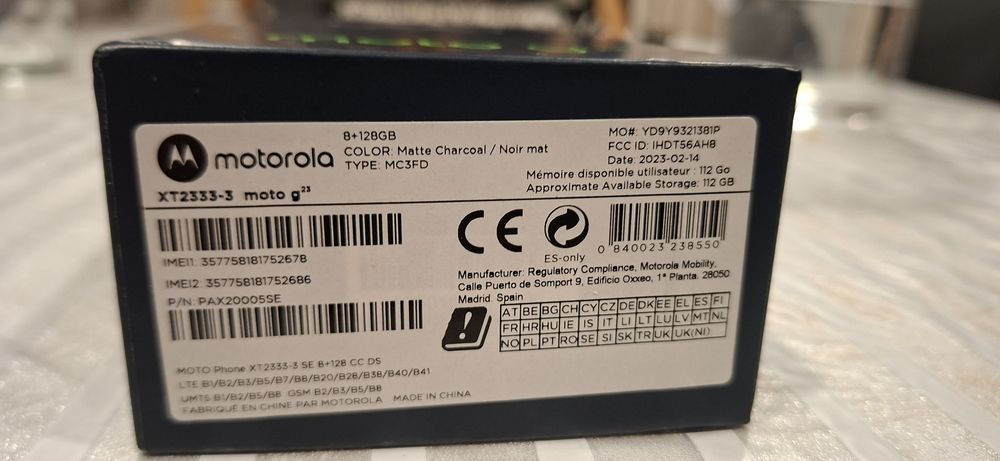 motorola
8+128GB
COLOR: Matte Charcoal / Noir mat
TYPE: MC3FD
MO#: YD9Y9321381P
FCC ID: IHDT56AH8
Date: 2023-02-14
Mémoire disponible utilisateur : 112 Go
Approximate Available Storage: 112 GB
XT2333-3 moto g²³
IMEI1: 357758181752678
IMEI2: 357758181752686
P/N: PAX20005SE
CE
ES-only
0 840023 238550
Manufacturer: Regulatory Compliance, Motorola Mobility,
Calle Puerto de Somport 9, Edificio Oxxeo, 1ª Planta. 28050
Madrid. Spain
AT BE BG CH CY CZ DE DK EE EL ES FI
FR HR HU IE IS IT LI LT LU LV MT NL
NO PL PT RO SE SI SK TR UK UK(NI)
MOTO Phone XT2333-3 SE 8+128 CC DS
LTE B1/B2/B3/B5/B7/B8/B20/B28/B38/B40/B41
UMTS B1/B2/B5/B8 GSM B2/B3/B5/B8
FABRIQUÉ EN CHINE PAR MOTOROLA MADE IN CHINA